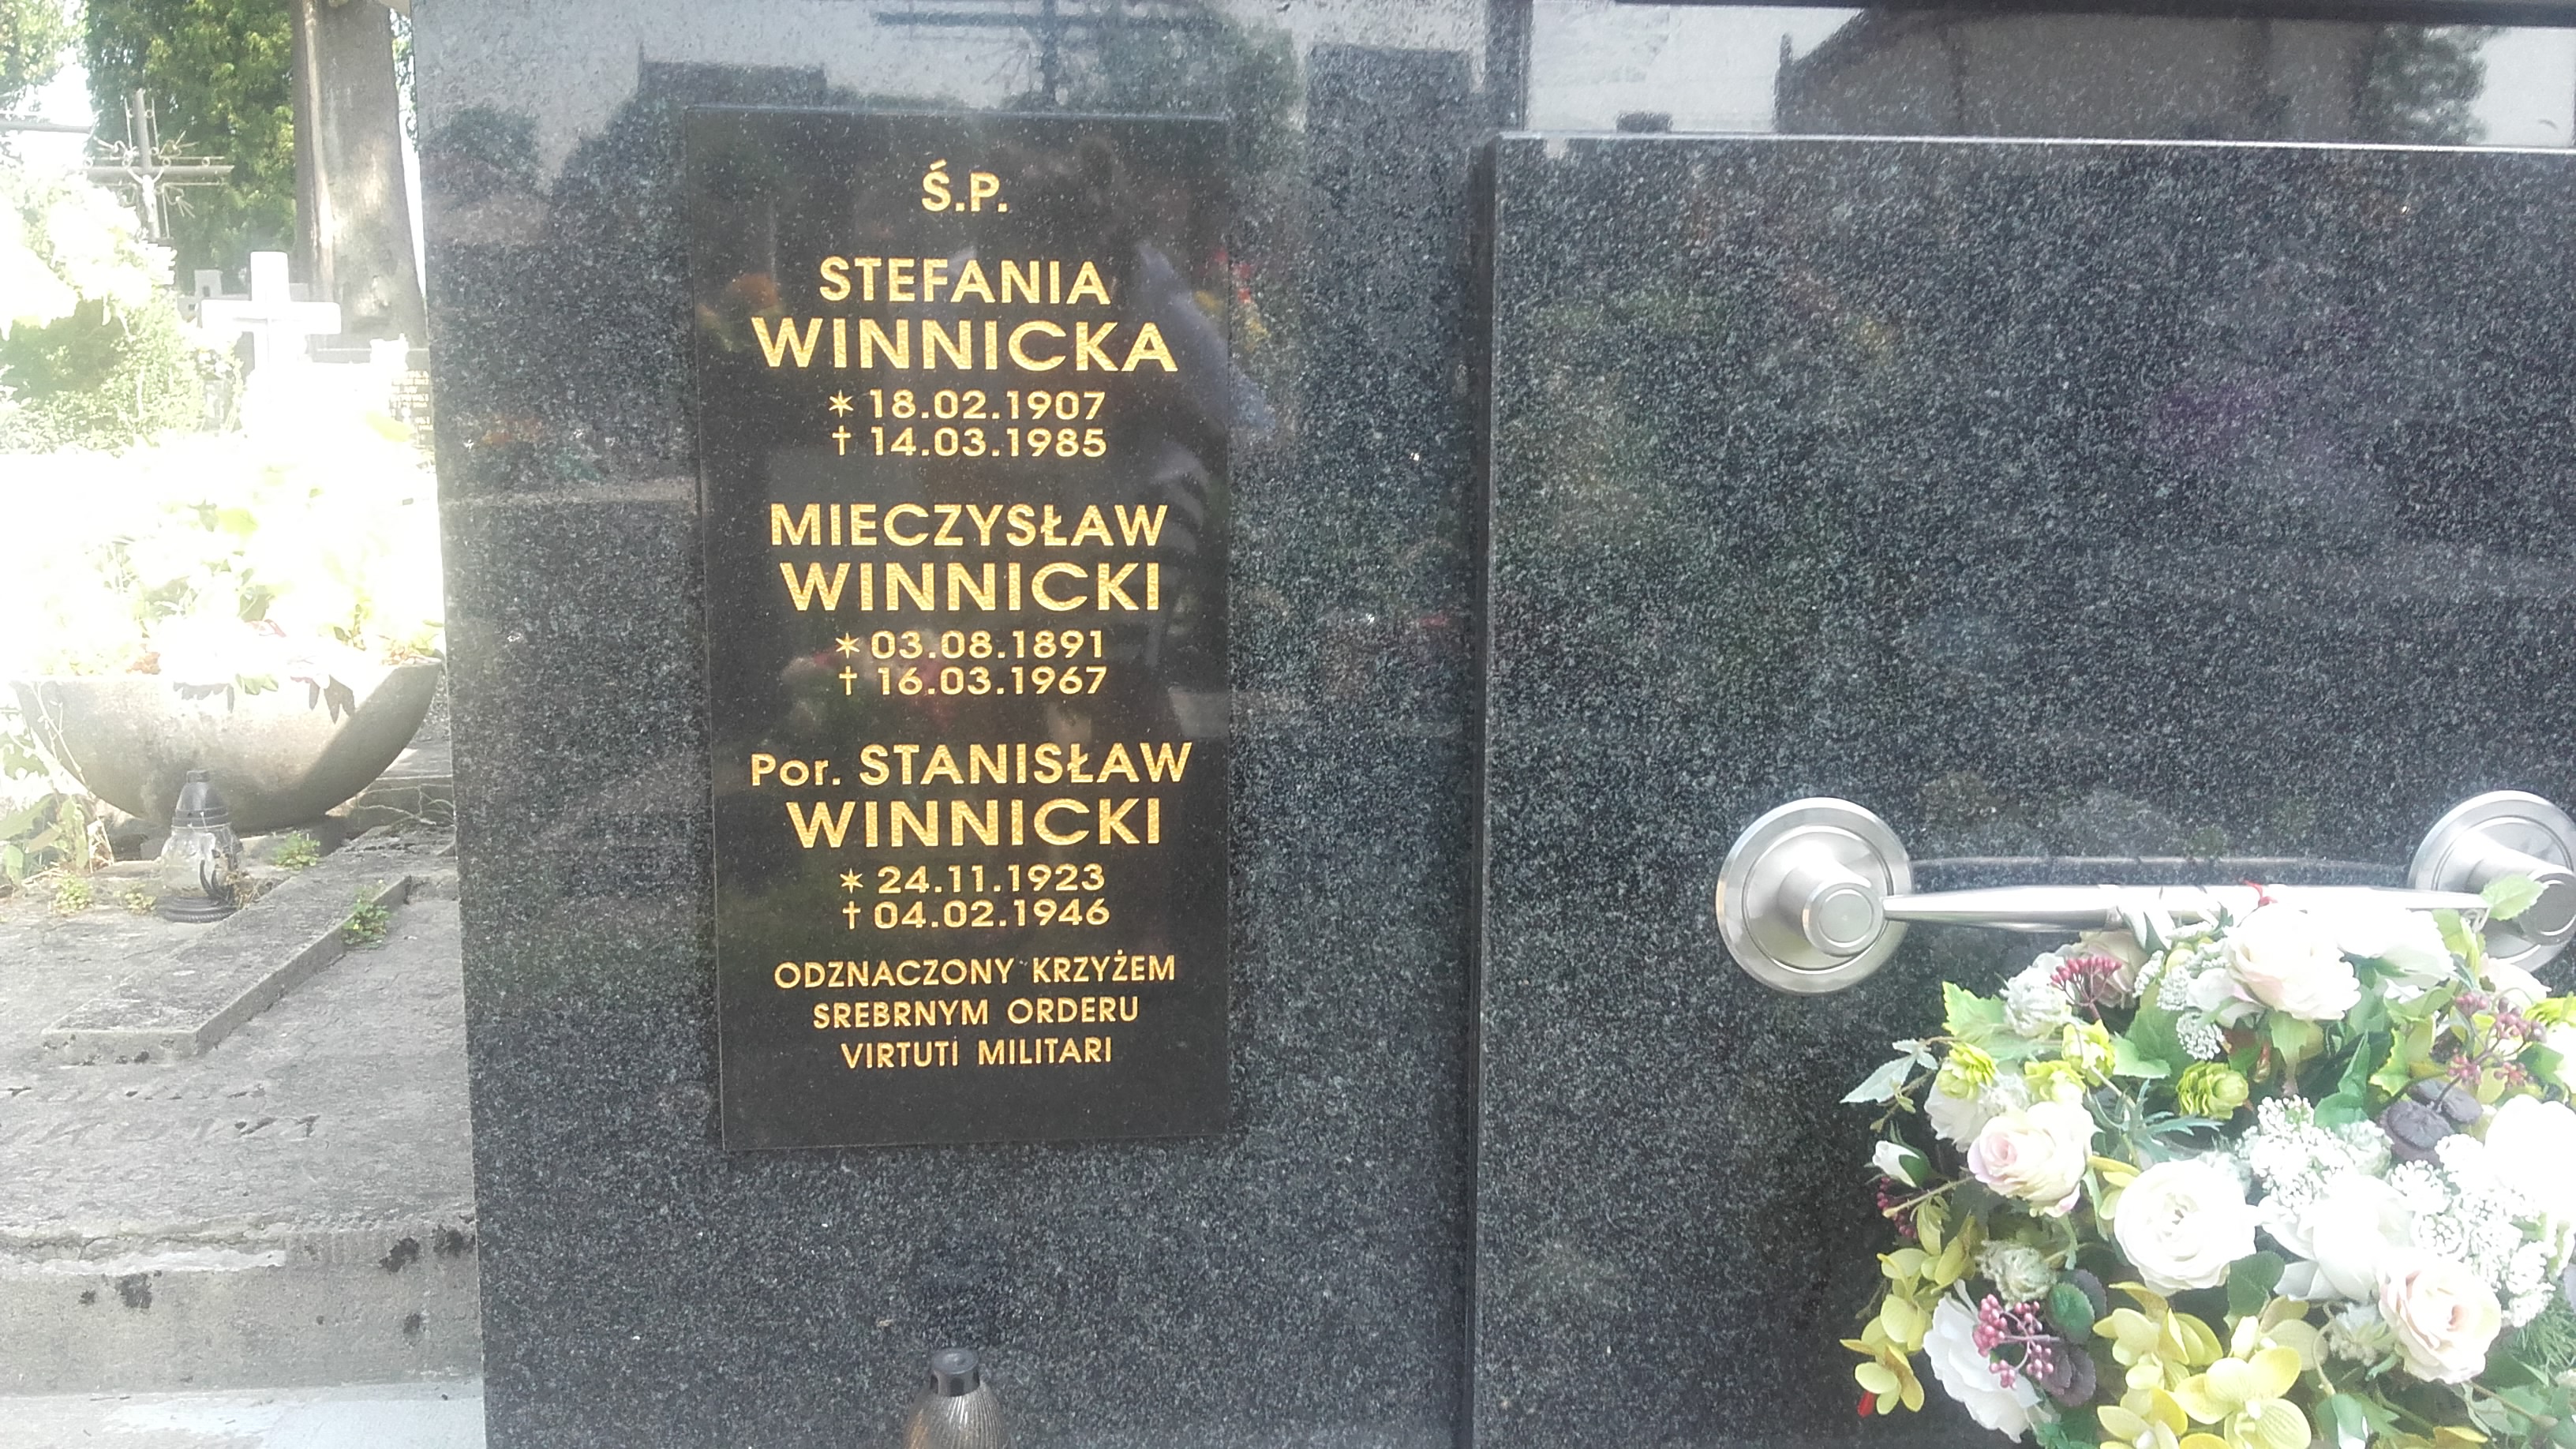 Ś.P.
STEFANIA
WINNICKA
* 18.02.1907
† 14.03.1985
MIECZYSŁAW
WINNICKI
* 03.08.1891
† 16.03.1967
Por. STANISŁAW
WINNICKI
* 24.11.1923
† 04.02.1946
ODZNACZONY KRZYŻEM
SREBRNYM ORDERU
VIRTUTI MILITARI